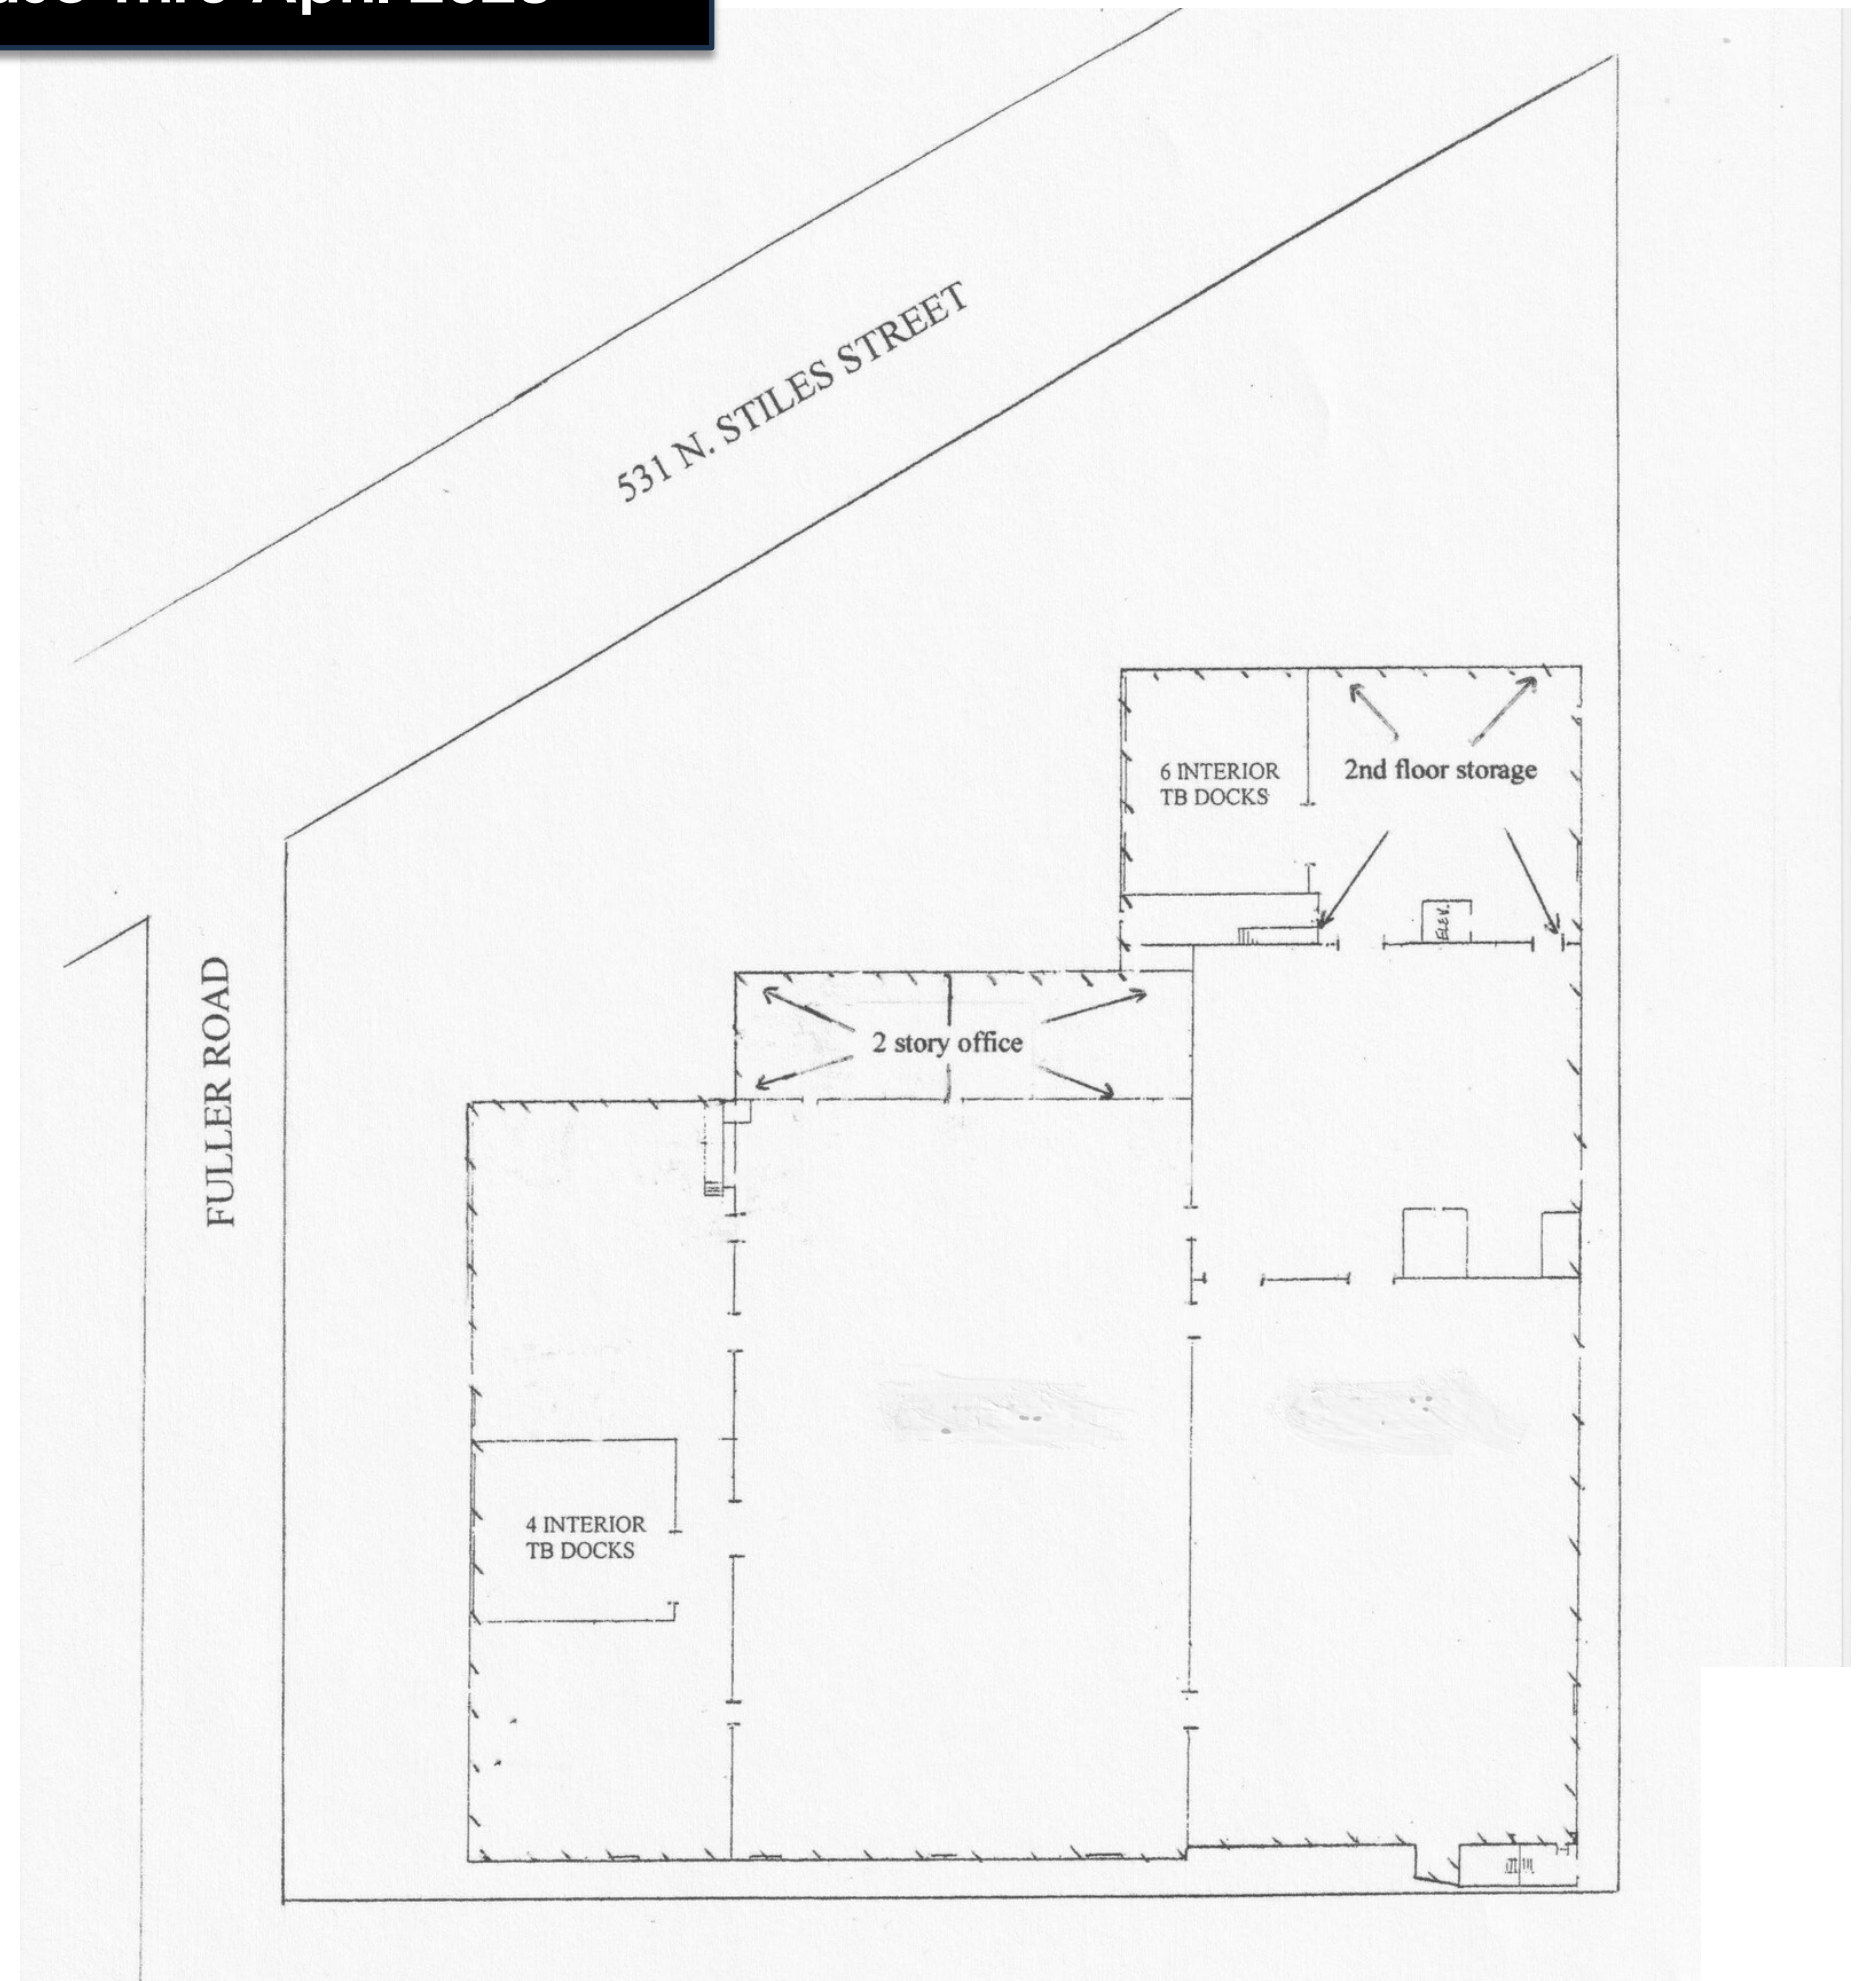 531 N. STILES STREET
6 INTERIOR
TB DOCKS
2nd floor storage
ELEV.
2 story office
FULLER ROAD
4 INTERIOR
TB DOCKS